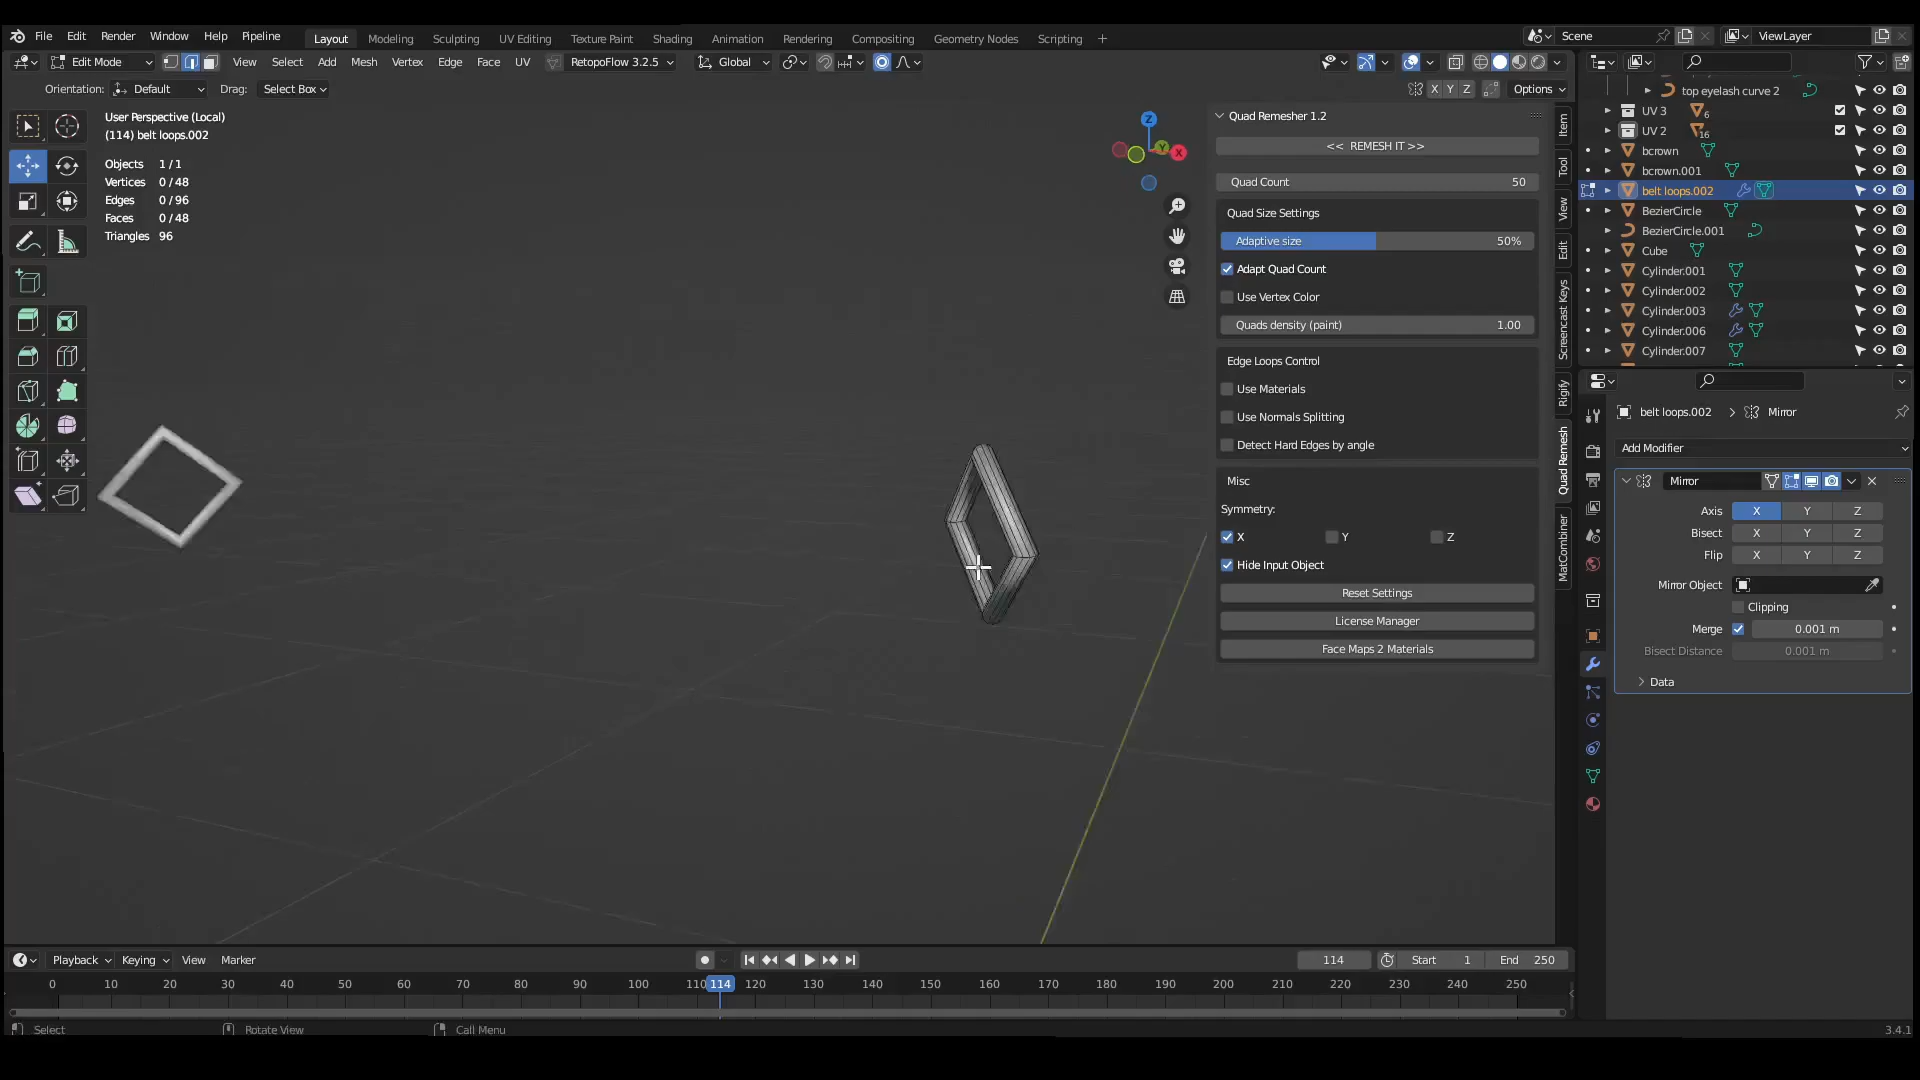 File Edit Render Window Help Pipeline Layout Modeling Sculpting UV Editing Texture Paint Shading Animation Rendering Compositing Geometry Nodes Scripting + Scene ViewLayer
Edit Mode View Select Add Mesh Vertex Edge Face UV RetopoFlow 3.2.5 Global
Orientation: Default Drag: Select Box X Y Z Options
User Perspective (Local)
(114) belt loops.002
Objects 1 / 1
Vertices 0 / 48
Edges 0 / 96
Faces 0 / 48
Triangles 96
Z
Y
X
Quad Remesher 1.2
<< REMESH IT >>
Quad Count 50
Quad Size Settings
Adaptive size 50%
Adapt Quad Count
Use Vertex Color
Quads density (paint) 1.00
Edge Loops Control
Use Materials
Use Normals Splitting
Detect Hard Edges by angle
Misc
Symmetry:
X Y Z
Hide Input Object
Reset Settings
License Manager
Face Maps 2 Materials
Item
Tool
View
Edit
Screencast Keys
Rigify
Quad Remesh
MatCombiner
top eyelash curve 2
UV 3 6
UV 2 16
bcrown
bcrown.001
belt loops.002
BezierCircle
BezierCircle.001
Cube
Cylinder.001
Cylinder.002
Cylinder.003
Cylinder.006
Cylinder.007
belt loops.002 > Mirror
Add Modifier
Mirror
Axis X Y Z
Bisect X Y Z
Flip X Y Z
Mirror Object
Clipping
Merge 0.001 m
Bisect Distance 0.001 m
Data
Playback Keying View Marker 114 Start 1 End 250
0 10 20 30 40 50 60 70 80 90 100 110 114 120 130 140 150 160 170 180 190 200 210 220 230 240 250
Select Rotate View Call Menu 3.4.1